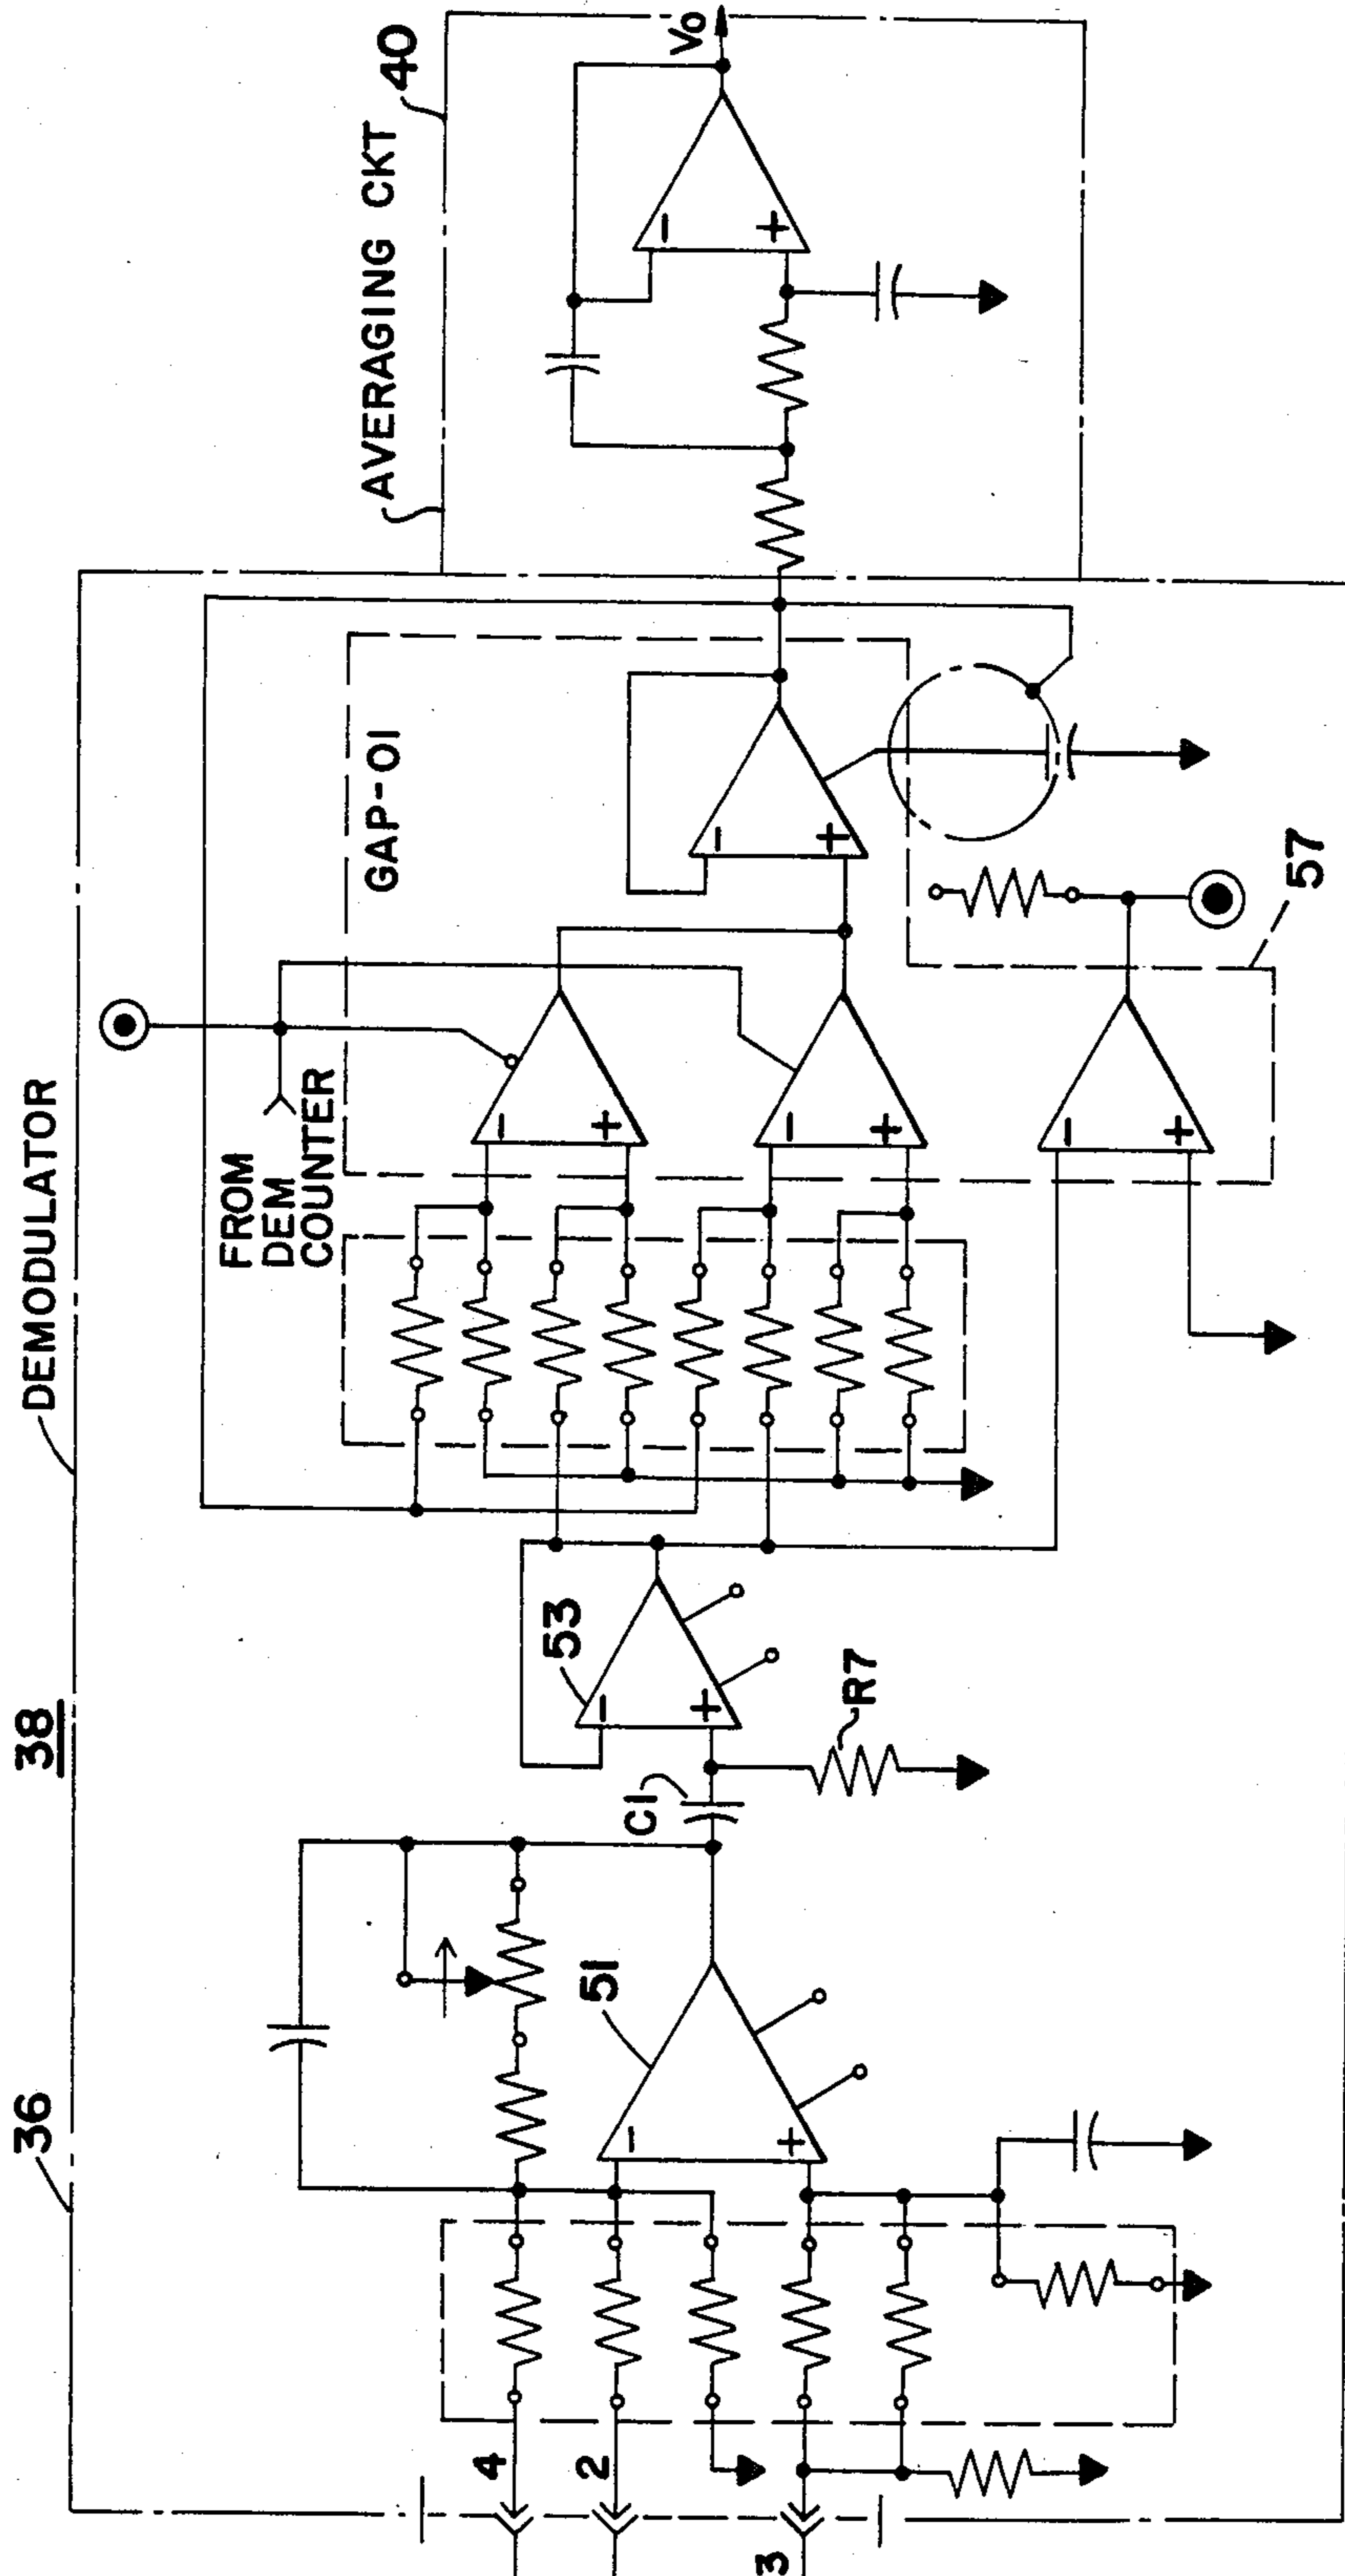 38
36
DEMODULATOR
AVERAGING CKT
40
FROM
DEM
COUNTER
GAP-01
57
53
51
C1
R7
4
2
3
Vo
-
+
-
+
-
+
-
+
-
+
-
+
-
+